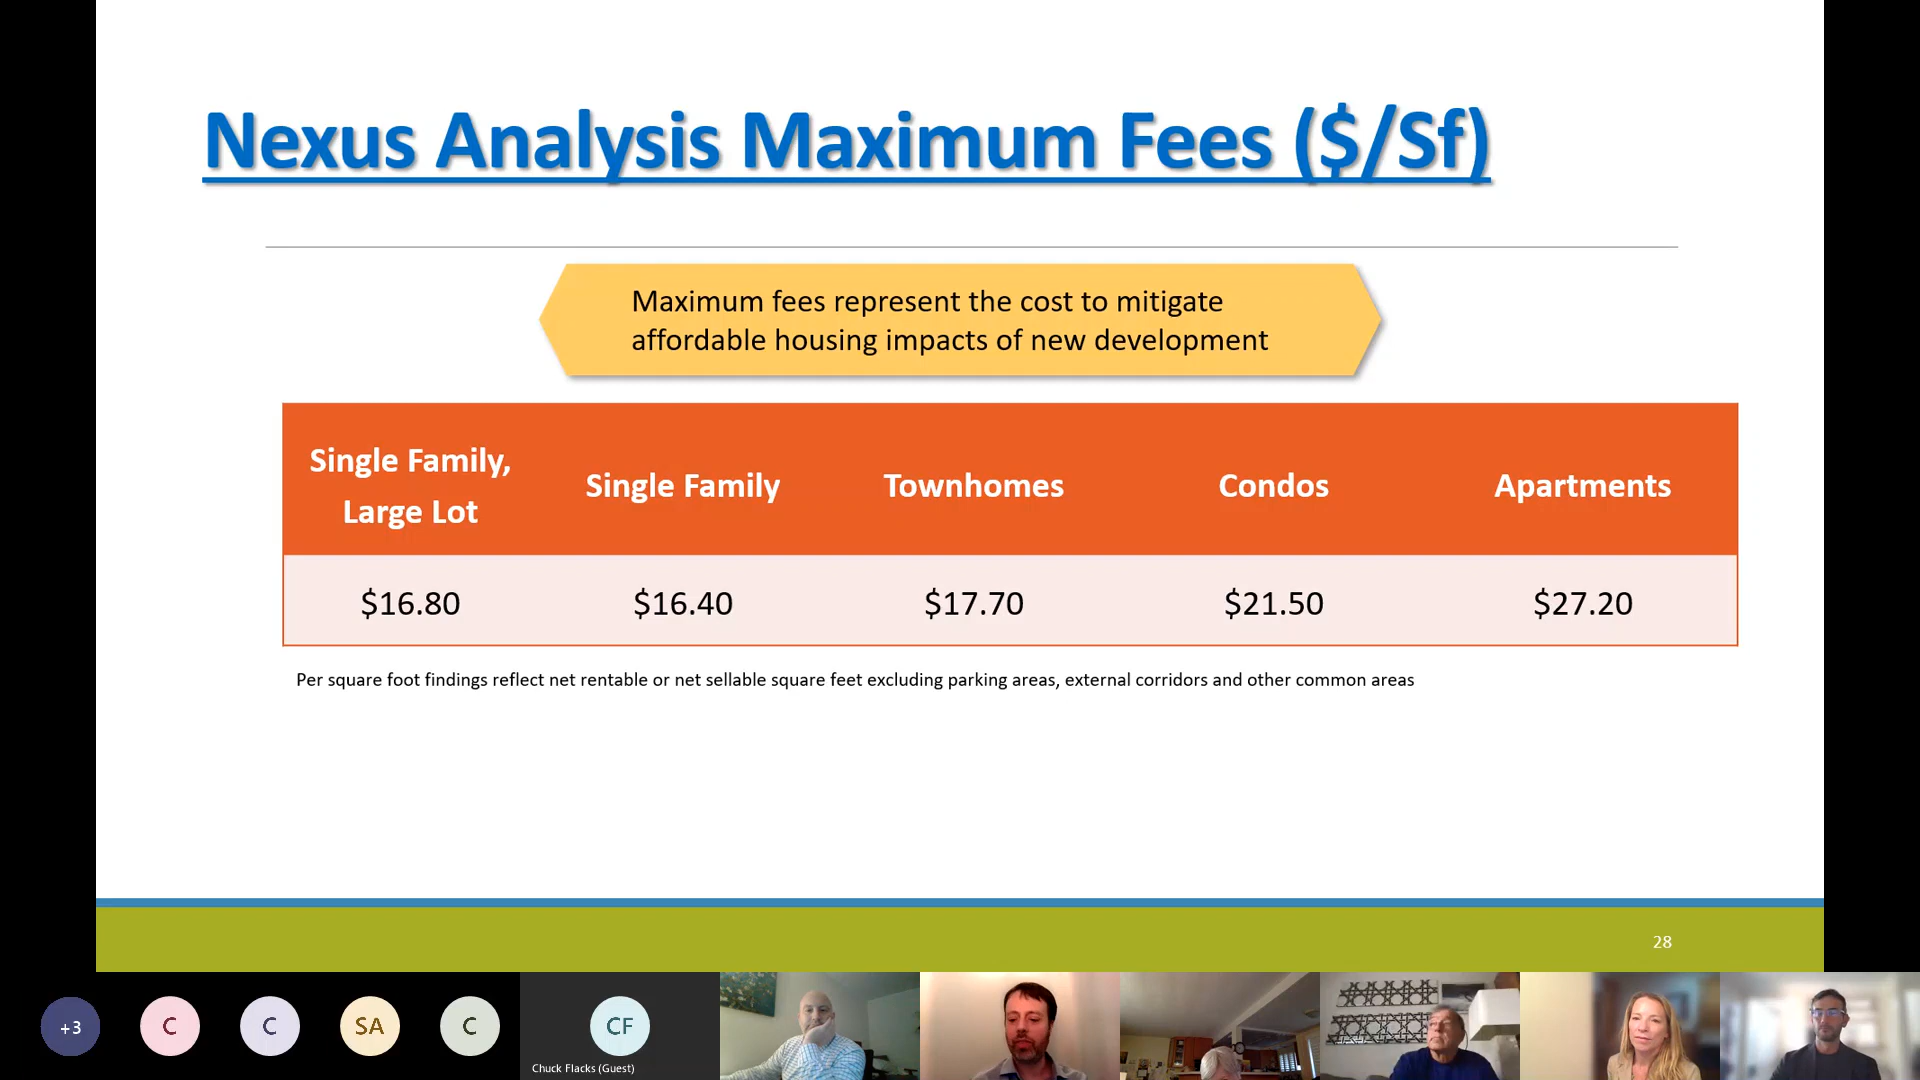 Nexus Analysis Maximum Fees ($/Sf)
Maximum fees represent the cost to mitigate
affordable housing impacts of new development
Single Family,
Large Lot
Single Family
Townhomes
Condos
Apartments
$16.80
$16.40
$17.70
$21.50
$27.20
Per square foot findings reflect net rentable or net sellable square feet excluding parking areas, external corridors and other common areas
28
+3
C
C
SA
C
CF
Chuck Flacks (Guest)